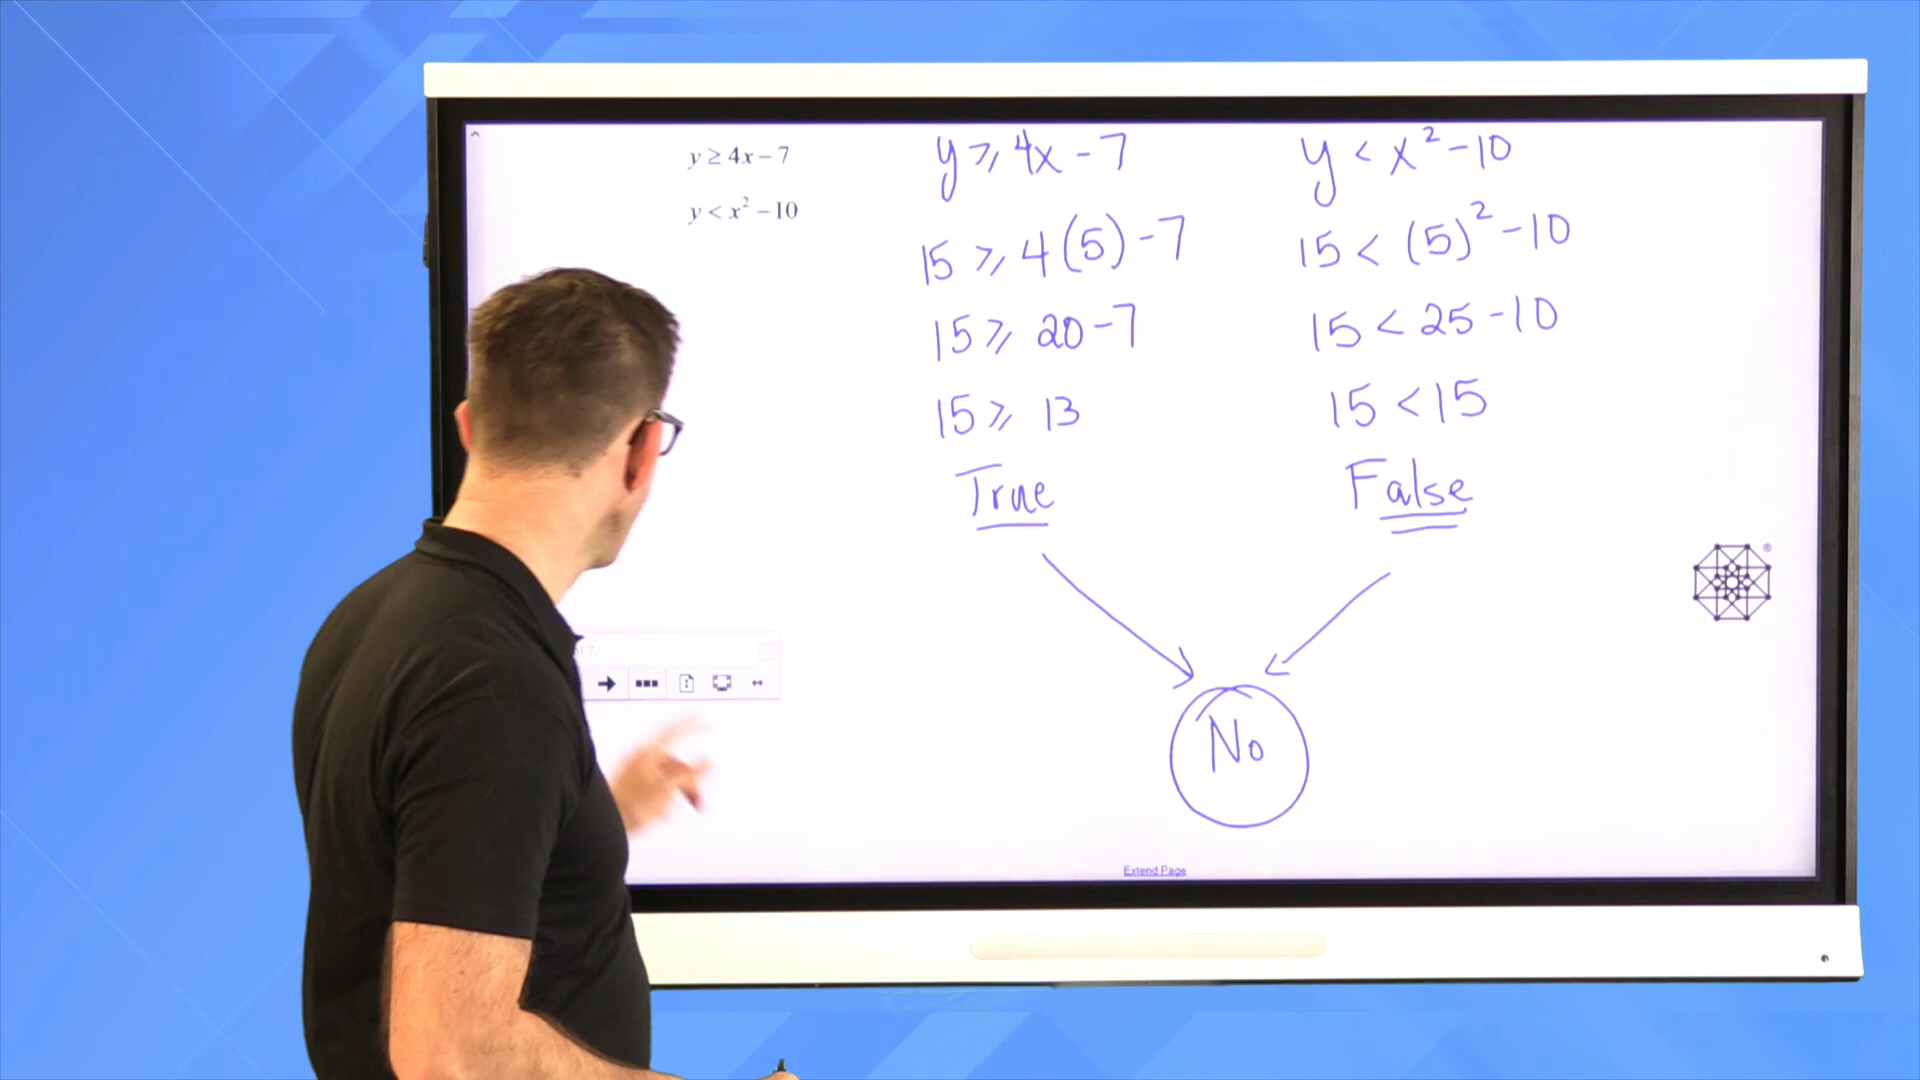 y ≥ 4x − 7
y < x² − 10
y ≥ 4x - 7
15 ≥ 4(5) - 7
15 ≥ 20 - 7
15 ≥ 13
True
y < x² - 10
15 < (5)² - 10
15 < 25 - 10
15 < 15
False
No
®
Extend Page